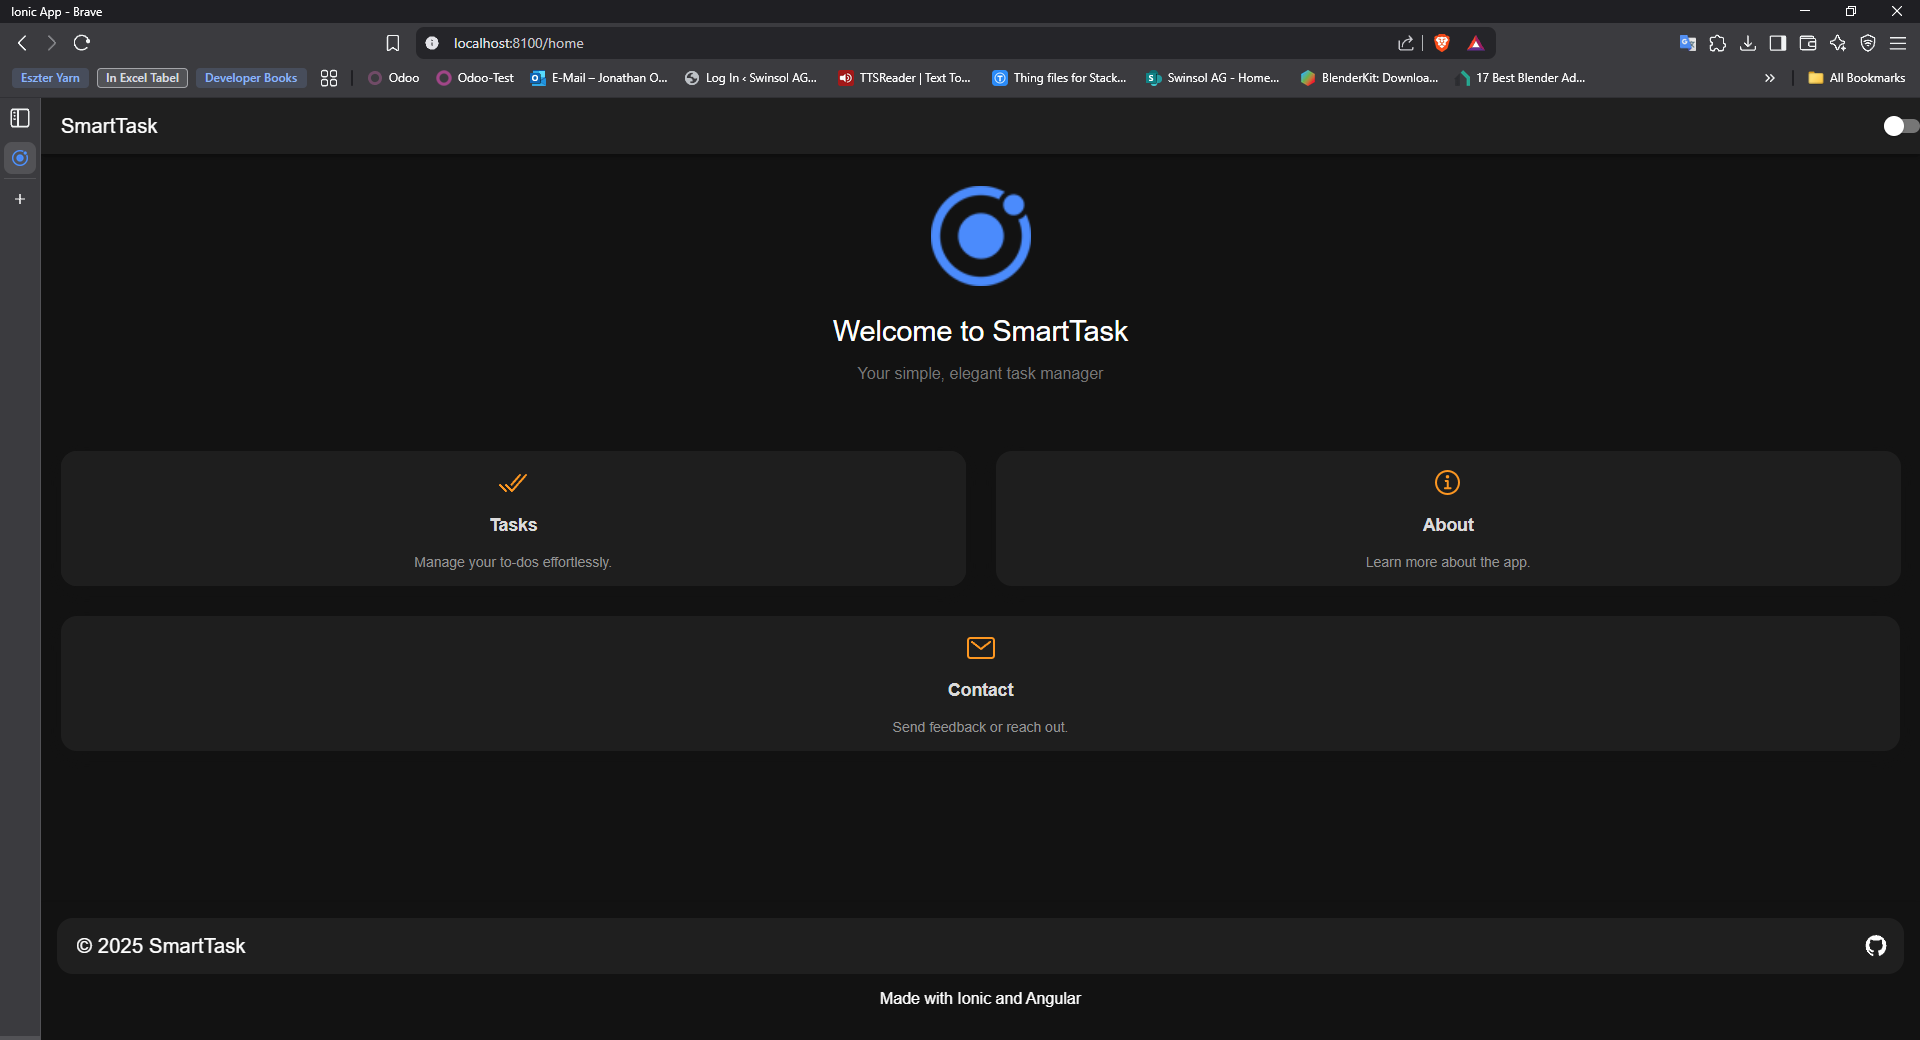 Ionic App - Brave
localhost:8100/home
Eszter Yarn
In Excel Tabel
Developer Books
Odoo
Odoo-Test
E-Mail – Jonathan O...
Log In ‹ Swinsol AG...
TTSReader | Text To...
Thing files for Stack...
Swinsol AG - Home...
BlenderKit: Downloa...
17 Best Blender Ad...
»
All Bookmarks
SmartTask
Welcome to SmartTask
Your simple, elegant task manager
Tasks
Manage your to-dos effortlessly.
About
Learn more about the app.
Contact
Send feedback or reach out.
© 2025 SmartTask
Made with Ionic and Angular